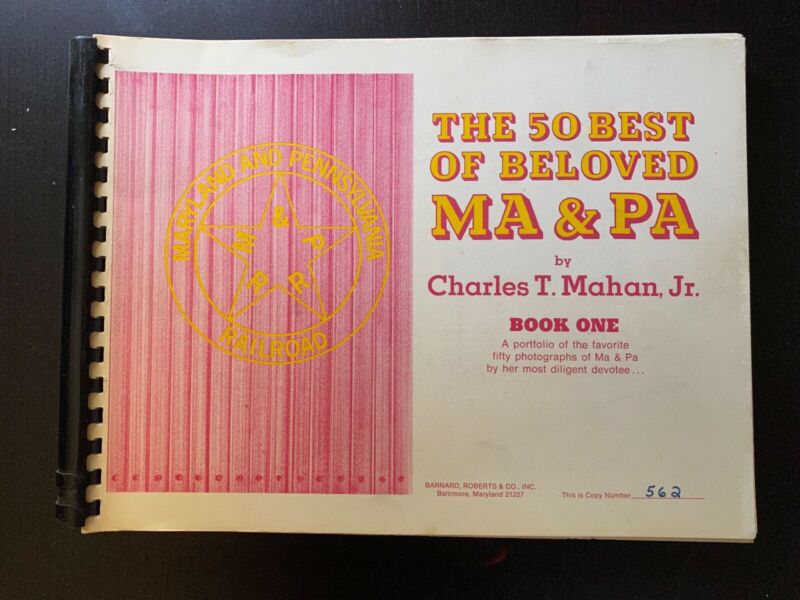 MARYLAND AND PENNSYLVANIA
&
M P
R R
RAILROAD
THE 50 BEST
OF BELOVED
MA & PA
by
Charles T. Mahan, Jr.
BOOK ONE
A portfolio of the favorite
fifty photographs of Ma & Pa
by her most diligent devotee...
BARNARD, ROBERTS & CO., INC.
Baltimore, Maryland 21227
This is Copy Number 562